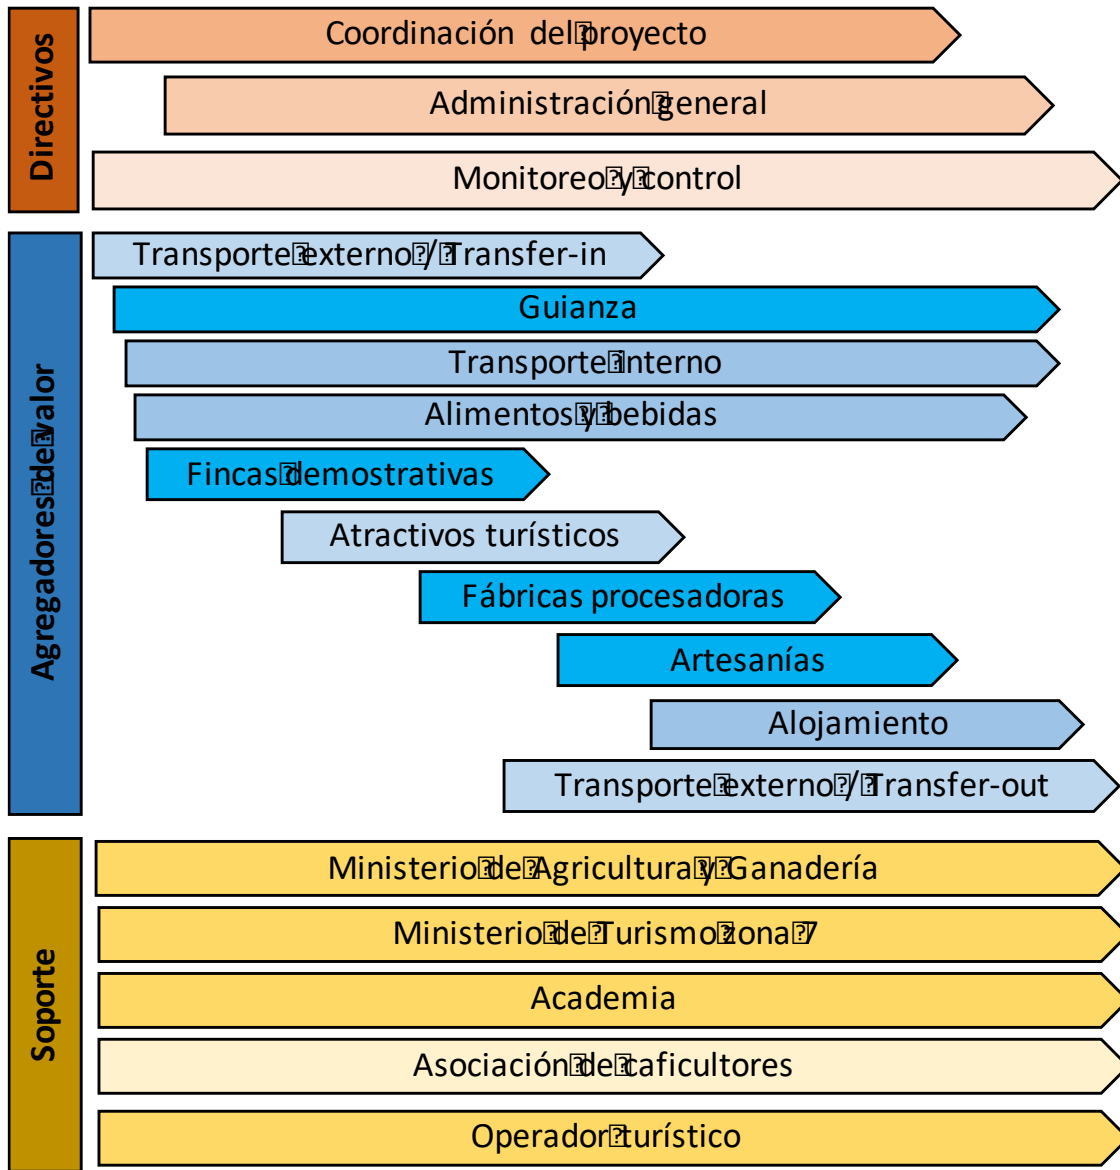 Directivos
Coordinación del proyecto
Administración general
Monitoreo y control
Agregadores de valor
Transporte externo / Transfer-in
Guianza
Transporte interno
Alimentos y bebidas
Fincas demostrativas
Atractivos turísticos
Fábricas procesadoras
Artesanías
Alojamiento
Transporte externo / Transfer-out
Soporte
Ministerio de Agricultura y Ganadería
Ministerio de Turismo zona 7
Academia
Asociación de caficultores
Operador turístico